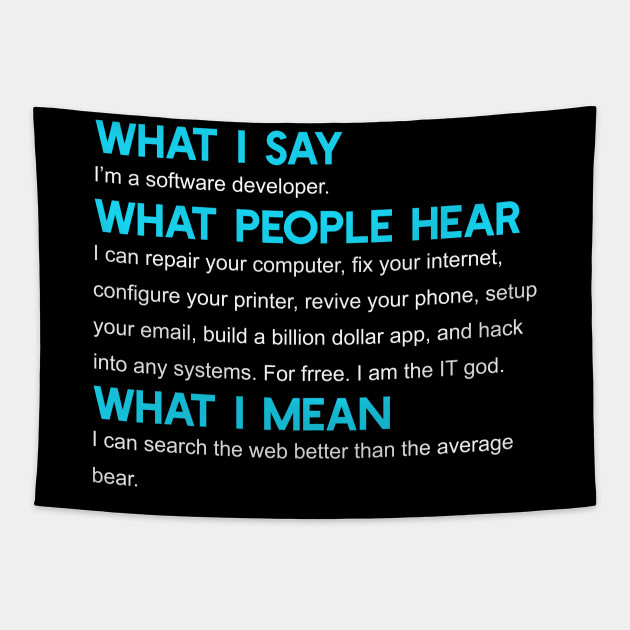 WHAT I SAY
I'm a software developer.
WHAT PEOPLE HEAR
I can repair your computer, fix your internet,
configure your printer, revive your phone, setup
your email, build a billion dollar app, and hack
into any systems. For frree. I am the IT god.
WHAT I MEAN
I can search the web better than the average
bear.